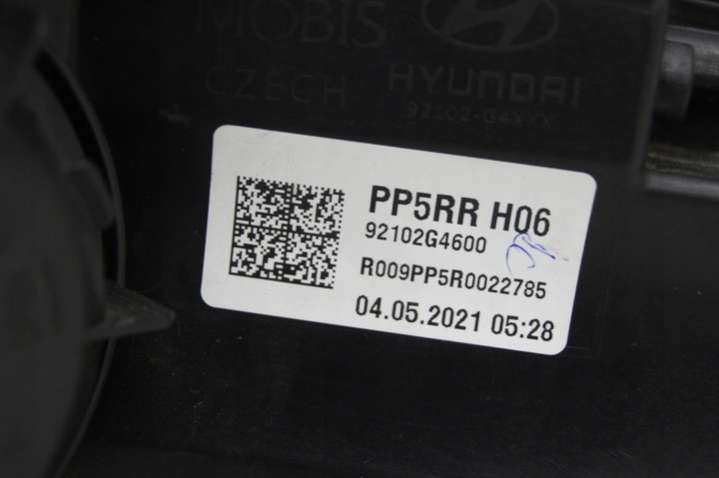 MOBIS
CZECH HYUNDAI
92102-G4XXX
PP5RR H06
92102G4600
R009PP5R0022785
04.05.2021 05:28